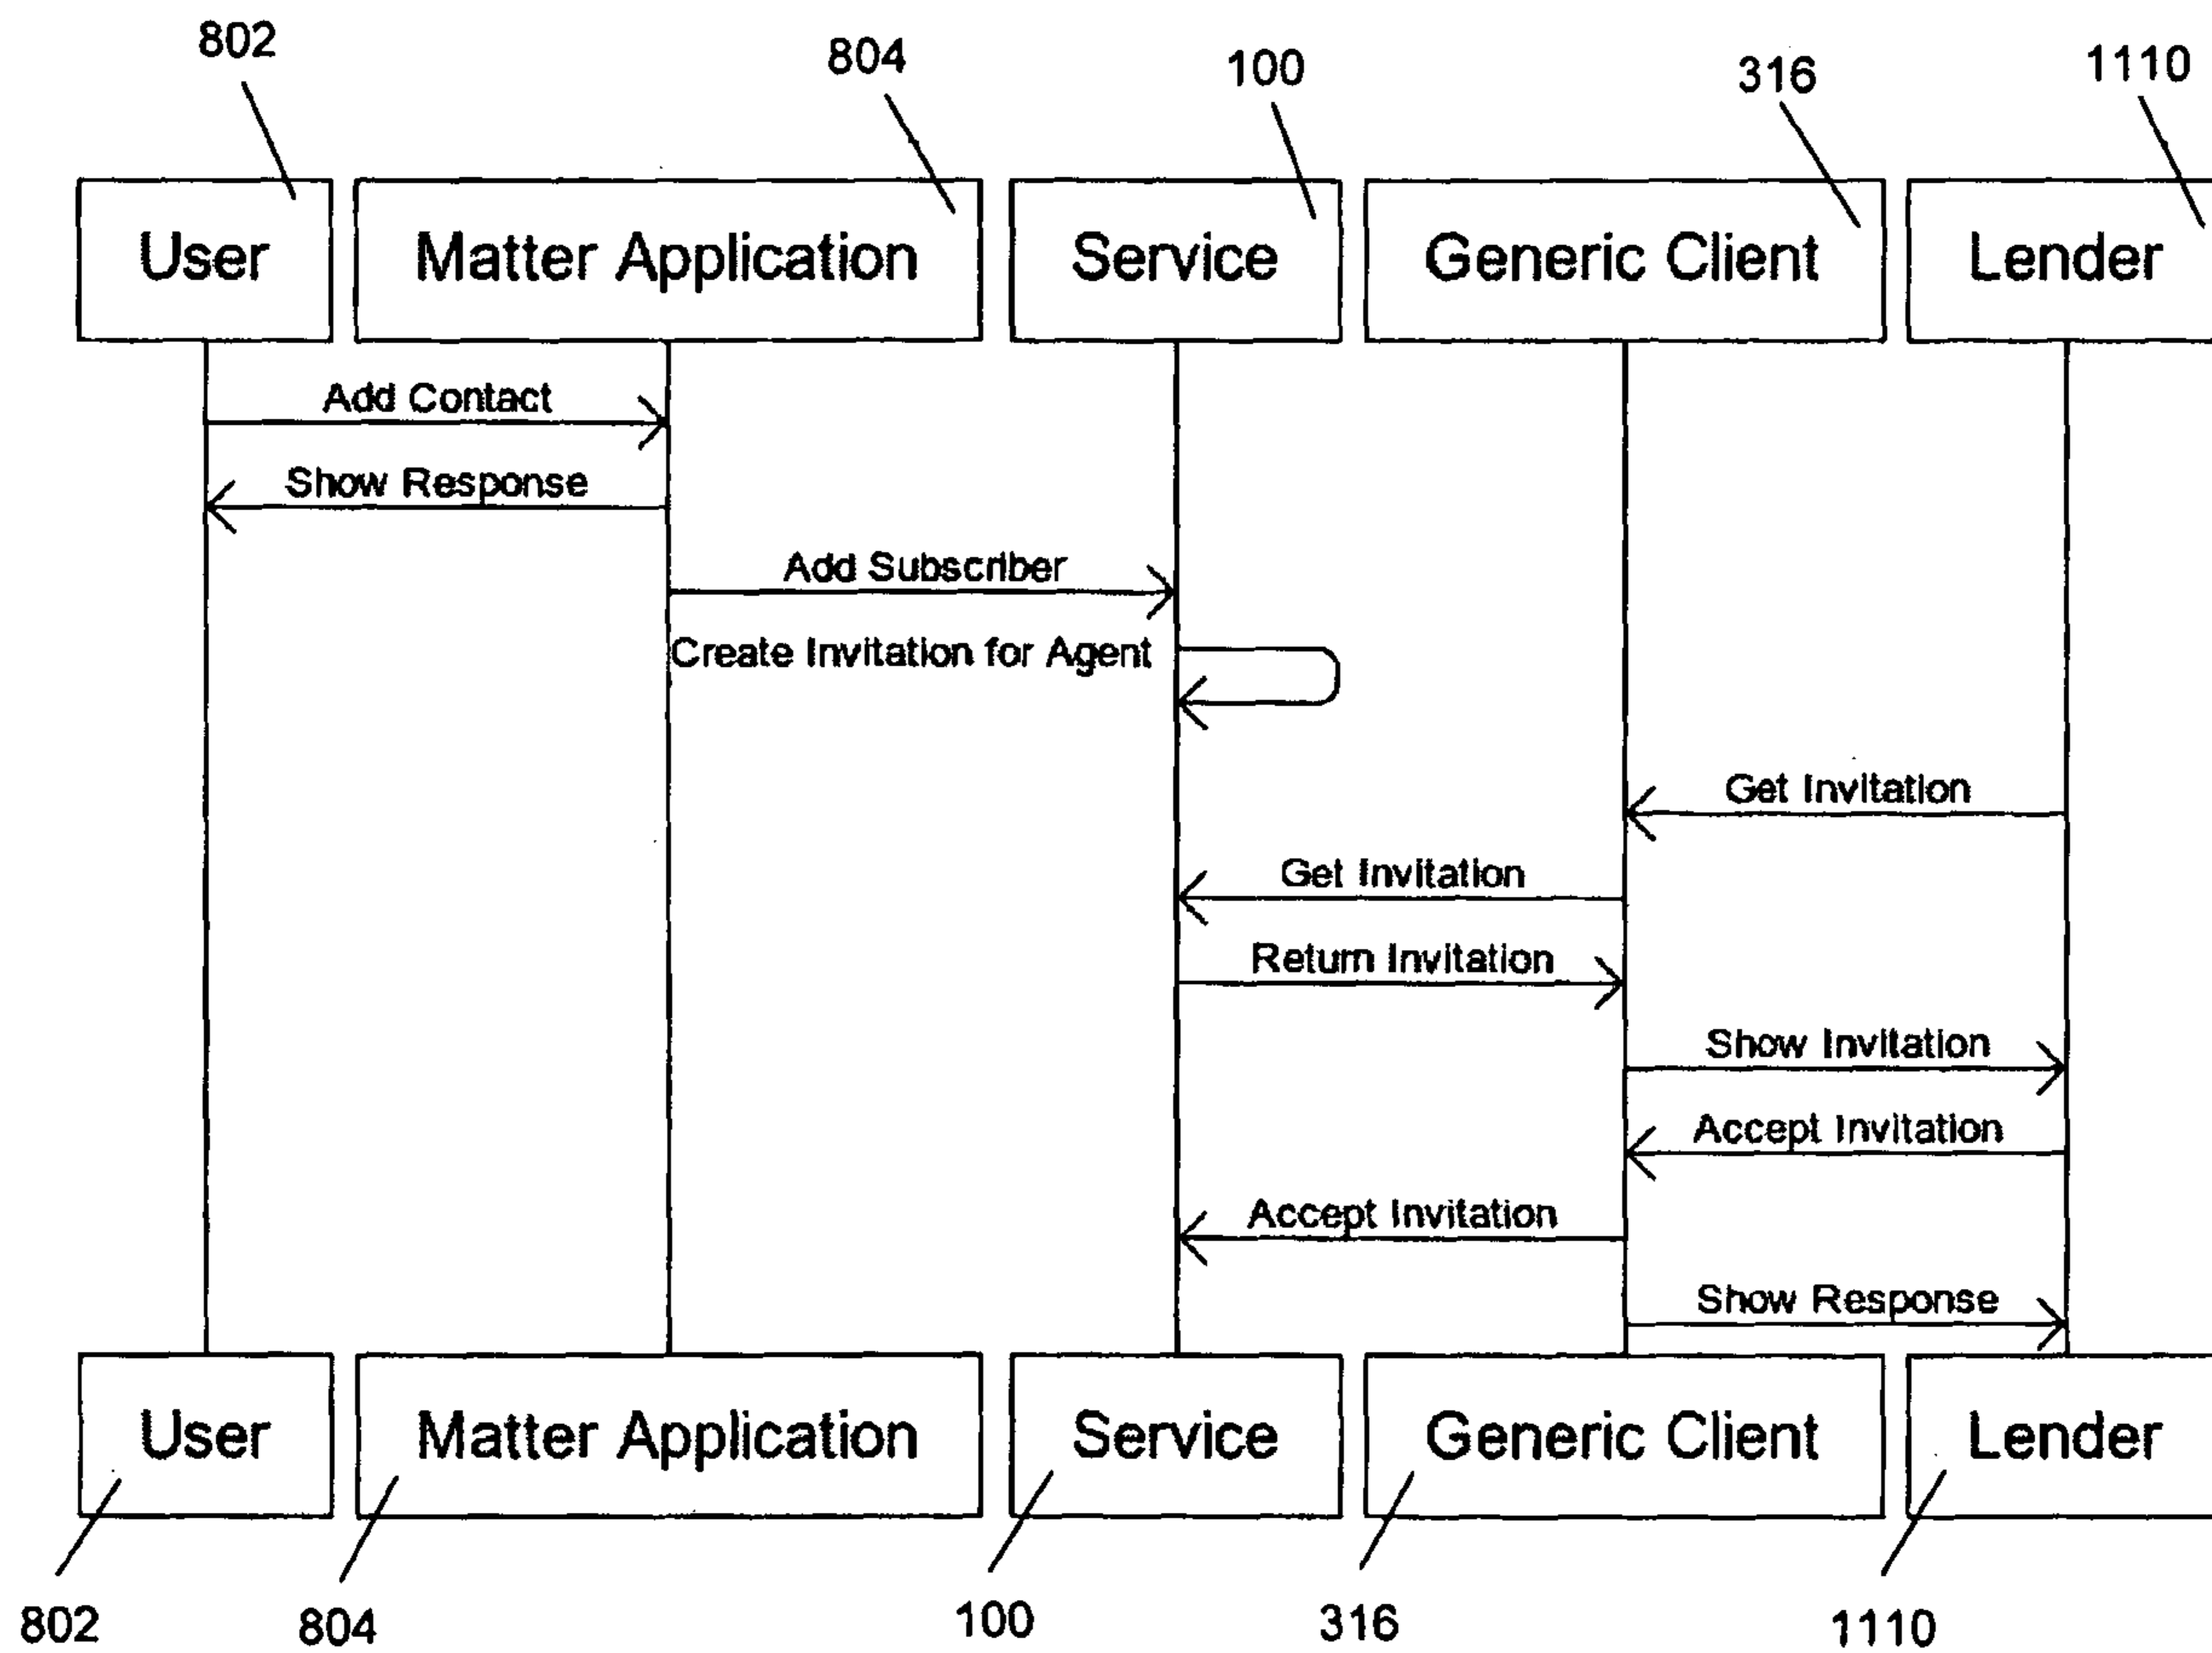 802
804
100
316
1110
User
Matter Application
Service
Generic Client
Lender
Add Contact
Show Response
Add Subscriber
Create Invitation for Agent
Get Invitation
Get Invitation
Return Invitation
Show Invitation
Accept Invitation
Accept Invitation
Show Response
User
Matter Application
Service
Generic Client
Lender
802
804
100
316
1110